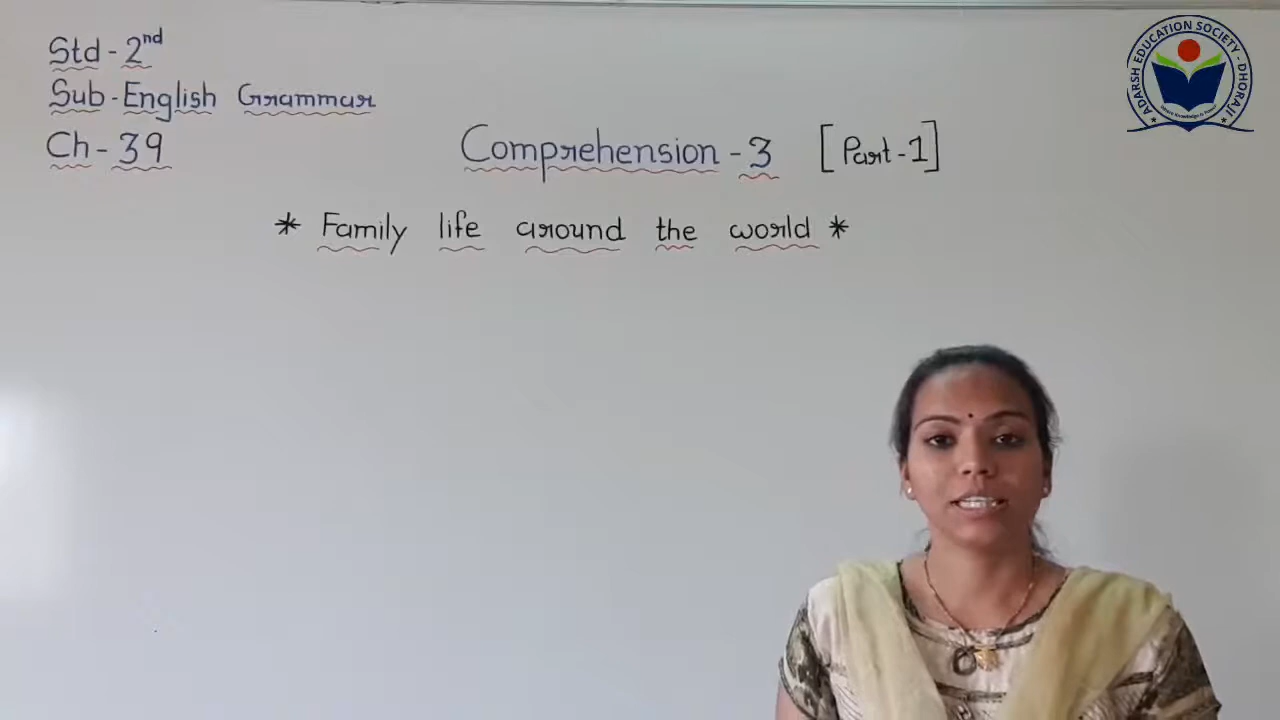 Std - 2nd
Sub - English Grammar
Ch - 39
Comprehension - 3 [Part - 1]
* Family life around the world *
ADARSH EDUCATION SOCIETY - DHORAJI